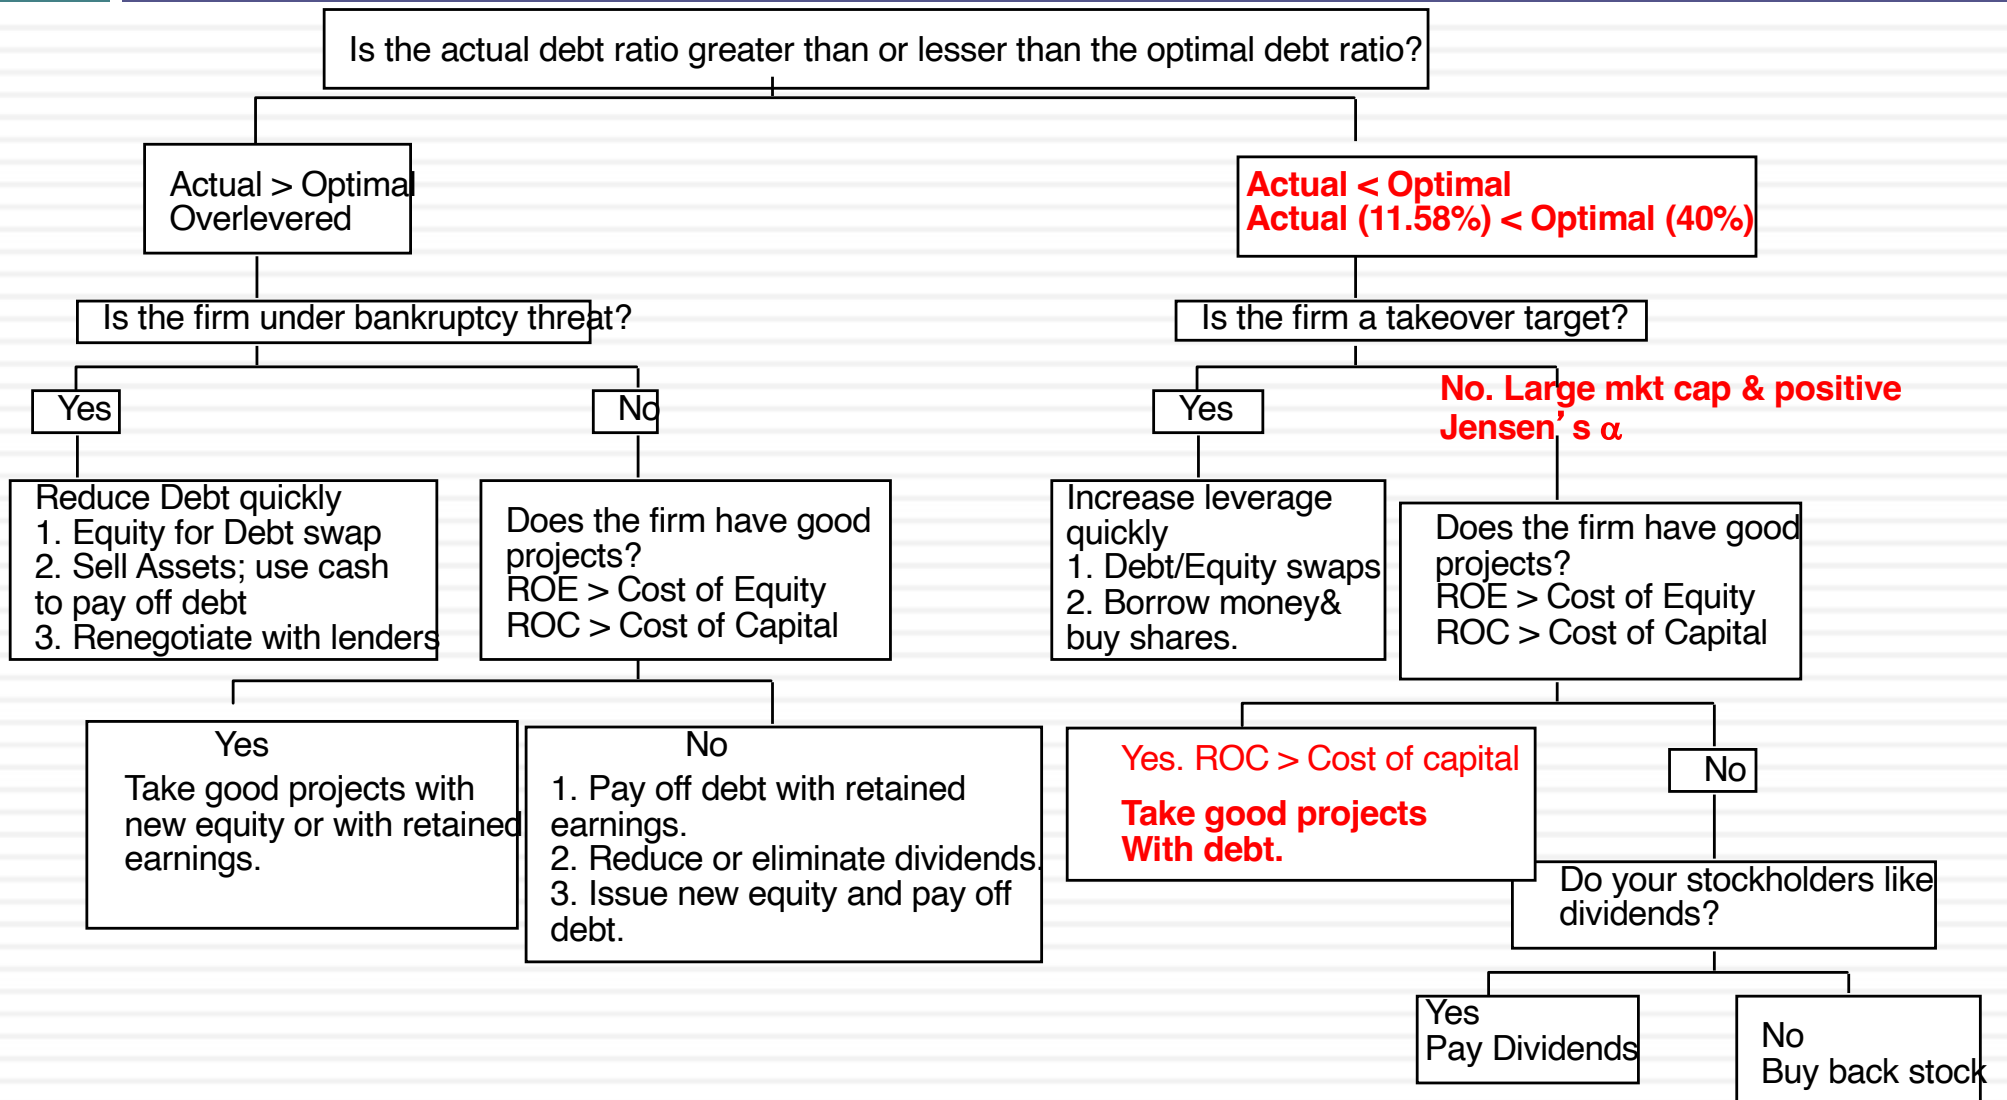 Is the actual debt ratio greater than or lesser than the optimal debt ratio?
Actual > Optimal
Overlevered
Actual < Optimal
Actual (11.58%) < Optimal (40%)
Is the firm under bankruptcy threat?
Is the firm a takeover target?
Yes
No
Yes
No. Large mkt cap & positive
Jensen’s α
Reduce Debt quickly
1. Equity for Debt swap
2. Sell Assets; use cash
to pay off debt
3. Renegotiate with lenders
Does the firm have good
projects?
ROE > Cost of Equity
ROC > Cost of Capital
Increase leverage
quickly
1. Debt/Equity swaps
2. Borrow money&
buy shares.
Does the firm have good
projects?
ROE > Cost of Equity
ROC > Cost of Capital
Yes
Take good projects with
new equity or with retained
earnings.
No
1. Pay off debt with retained
earnings.
2. Reduce or eliminate dividends.
3. Issue new equity and pay off
debt.
Yes. ROC > Cost of capital
Take good projects
With debt.
No
Do your stockholders like
dividends?
Yes
Pay Dividends
No
Buy back stock